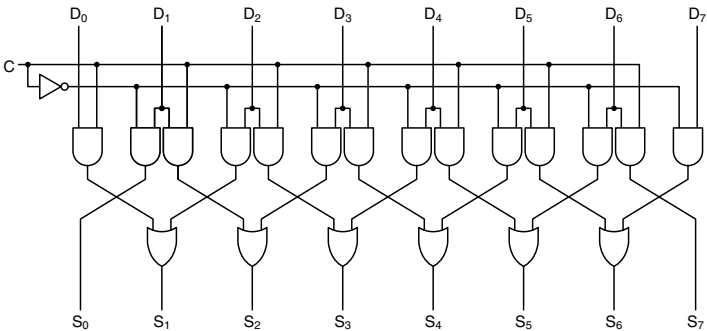 D₀ D₁ D₂ D₃ D₄ D₅ D₆ D₇
C
S₀ S₁ S₂ S₃ S₄ S₅ S₆ S₇